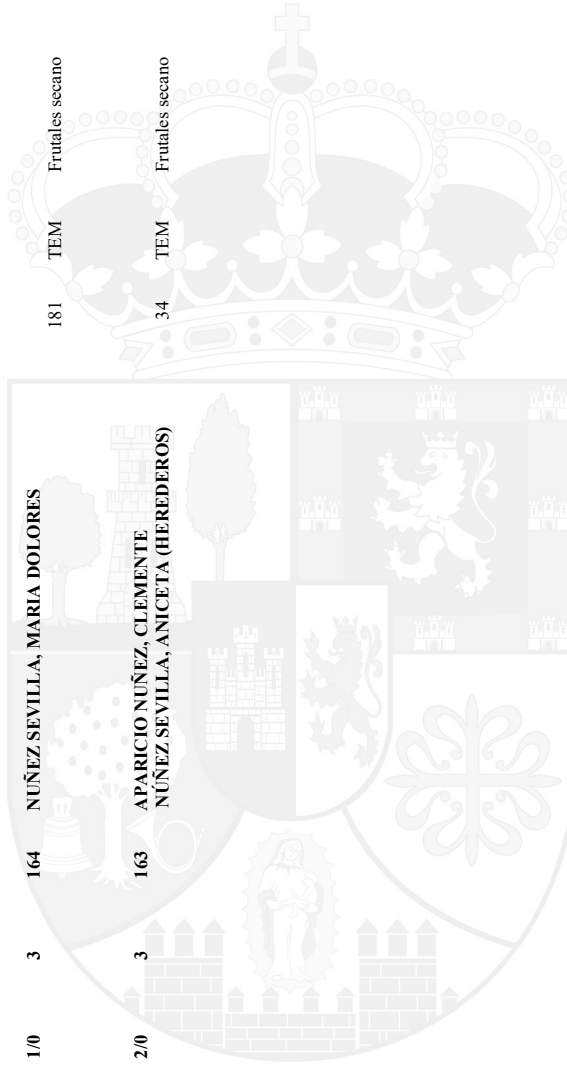 1/0 3 164 NUÑEZ SEVILLA, MARIA DOLORES
181 TEM Frutales secano
2/0 3 163 APARICIO NUÑEZ, CLEMENTE
NÚÑEZ SEVILLA, ANICETA (HEREDEROS)
34 TEM Frutales secano